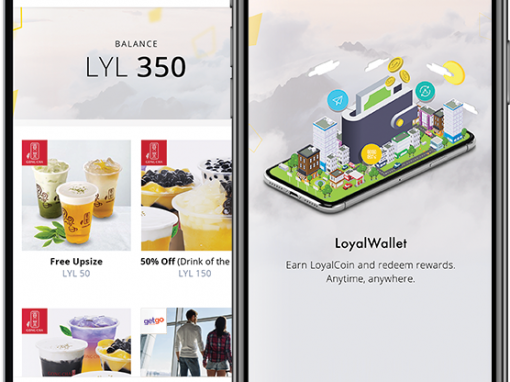 BALANCE
LYL 350
Free Upsize
LYL 50
50% Off (Drink of the
LYL 150
getgo
LoyalWallet
Earn LoyalCoin and redeem rewards.
Anytime, anywhere.